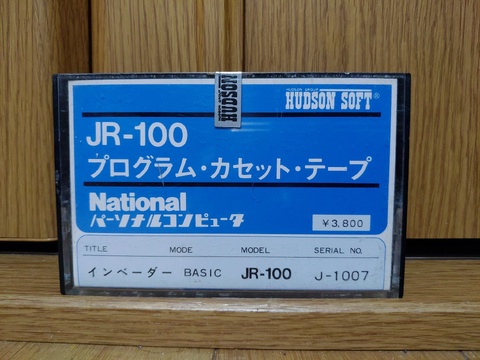 HUDSON
HUDSON GROUP
HUDSON SOFT®
JR-100
プログラム・カセット・テープ
National
パーソナルコンピュータ
¥3,800
TITLE MODE MODEL SERIAL NO.
インベーダー BASIC JR-100 J-1007